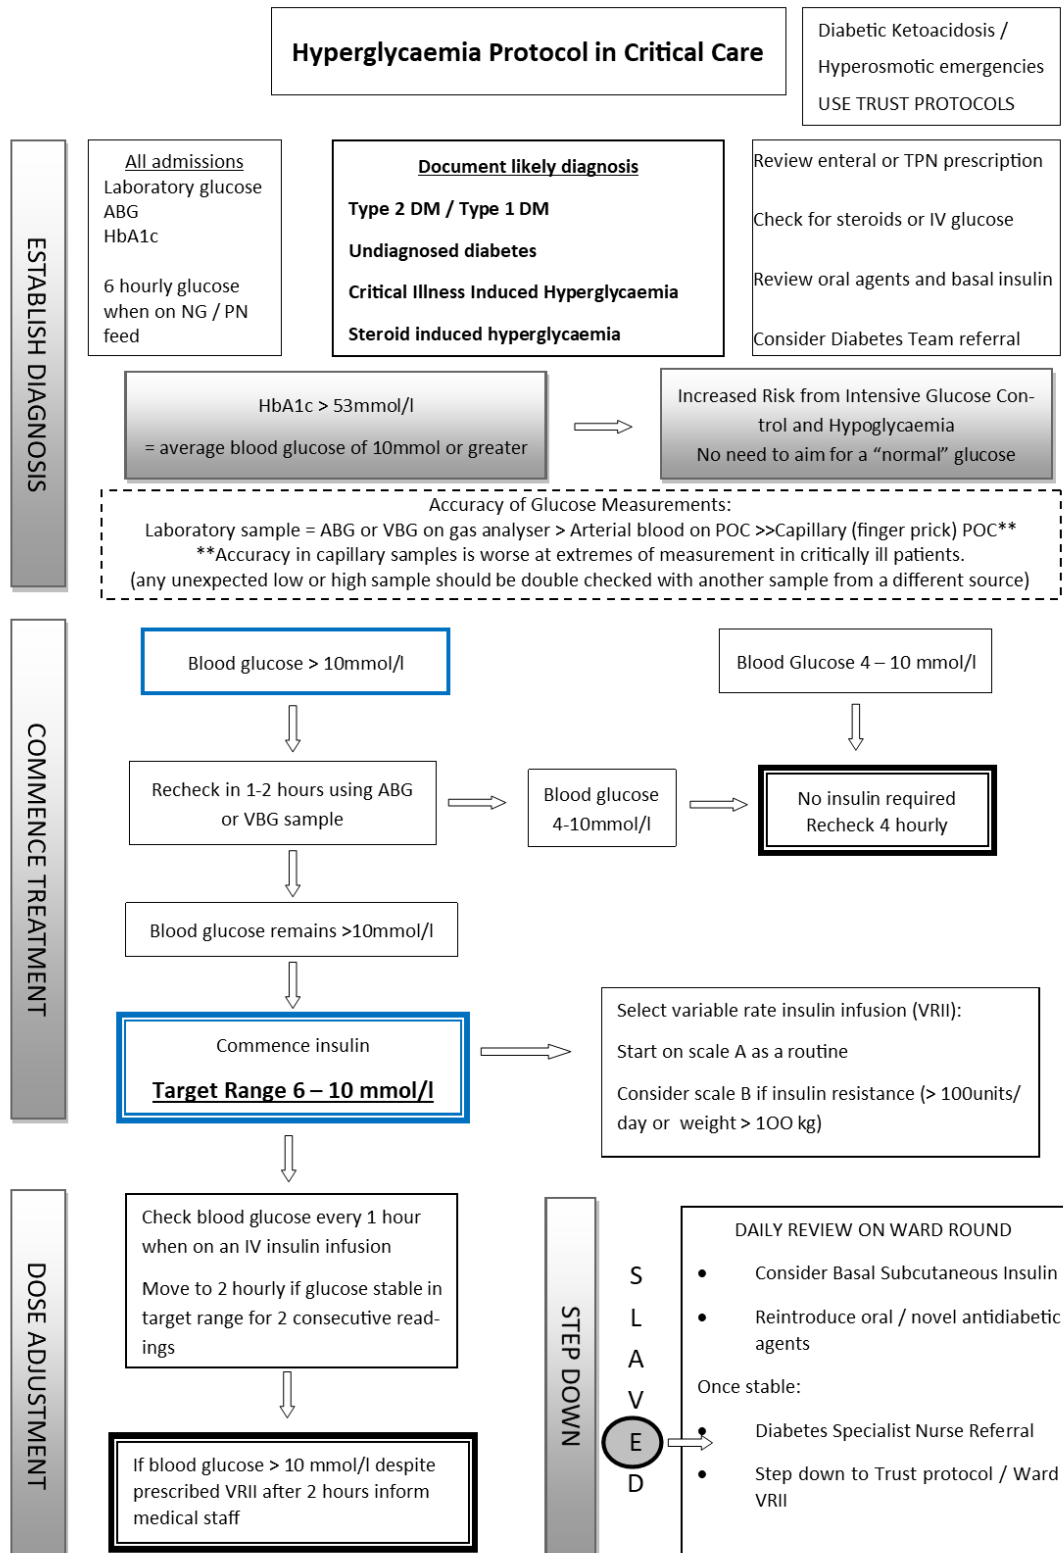 Hyperglycaemia Protocol in Critical Care
Diabetic Ketoacidosis /
Hyperosmotic emergencies
USE TRUST PROTOCOLS
ESTABLISH DIAGNOSIS
All admissions
Laboratory glucose
ABG
HbA1c
6 hourly glucose
when on NG / PN
feed
Document likely diagnosis
Type 2 DM / Type 1 DM
Undiagnosed diabetes
Critical Illness Induced Hyperglycaemia
Steroid induced hyperglycaemia
Review enteral or TPN prescription
Check for steroids or IV glucose
Review oral agents and basal insulin
Consider Diabetes Team referral
HbA1c > 53mmol/l
= average blood glucose of 10mmol or greater
Increased Risk from Intensive Glucose Con-
trol and Hypoglycaemia
No need to aim for a “normal” glucose
Accuracy of Glucose Measurements:
Laboratory sample = ABG or VBG on gas analyser > Arterial blood on POC >>Capillary (finger prick) POC**
**Accuracy in capillary samples is worse at extremes of measurement in critically ill patients.
(any unexpected low or high sample should be double checked with another sample from a different source)
COMMENCE TREATMENT
Blood glucose > 10mmol/l
Blood Glucose 4 – 10 mmol/l
Recheck in 1-2 hours using ABG
or VBG sample
Blood glucose
4-10mmol/l
No insulin required
Recheck 4 hourly
Blood glucose remains >10mmol/l
Commence insulin
Target Range 6 – 10 mmol/l
Select variable rate insulin infusion (VRII):
Start on scale A as a routine
Consider scale B if insulin resistance (> 100units/
day or weight > 1OO kg)
DOSE ADJUSTMENT
Check blood glucose every 1 hour
when on an IV insulin infusion
Move to 2 hourly if glucose stable in
target range for 2 consecutive read-
ings
If blood glucose > 10 mmol/l despite
prescribed VRII after 2 hours inform
medical staff
STEP DOWN
S
L
A
V
E
D
DAILY REVIEW ON WARD ROUND
• Consider Basal Subcutaneous Insulin
• Reintroduce oral / novel antidiabetic
agents
Once stable:
• Diabetes Specialist Nurse Referral
• Step down to Trust protocol / Ward
VRII